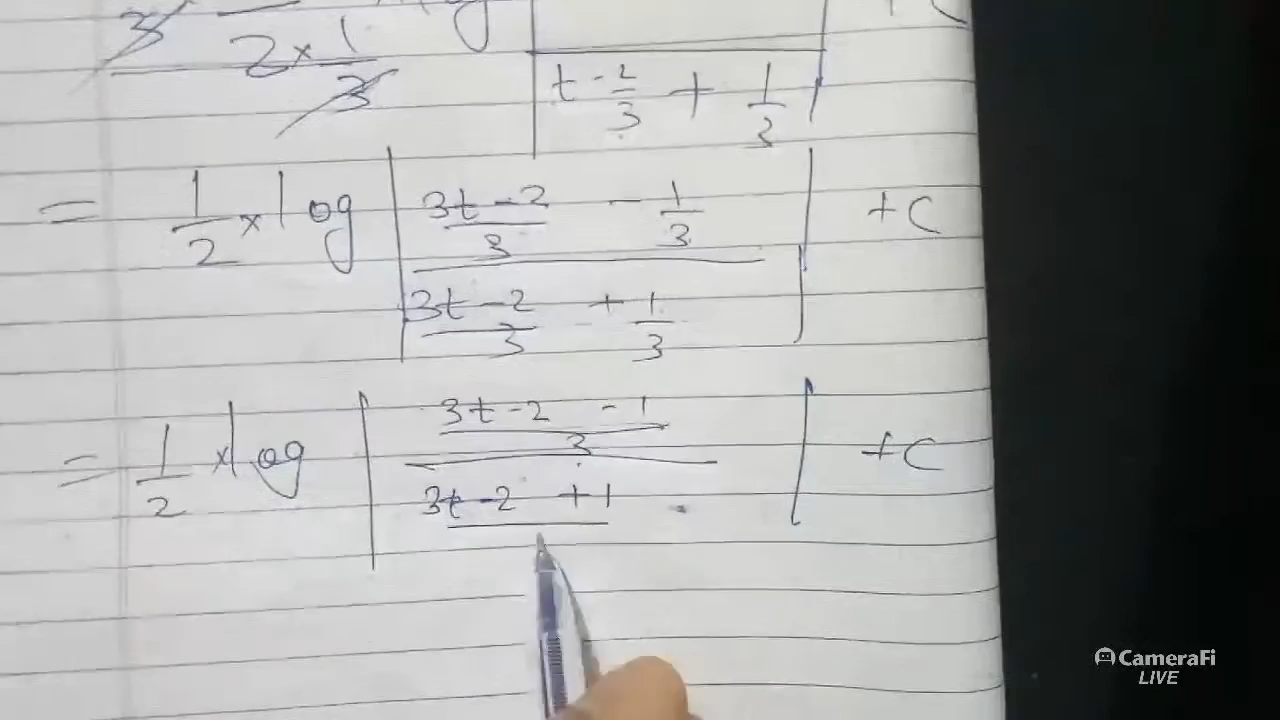 3 2 × 1/3 | t - 2/3 + 1/3 | + C
= 1/2 × log | (3t - 2)/3 - 1/3 / (3t - 2)/3 + 1/3 | + C
= 1/2 × log | (3t - 2 - 1)/3 / 3t - 2 + 1 | + C
CameraFi
LIVE